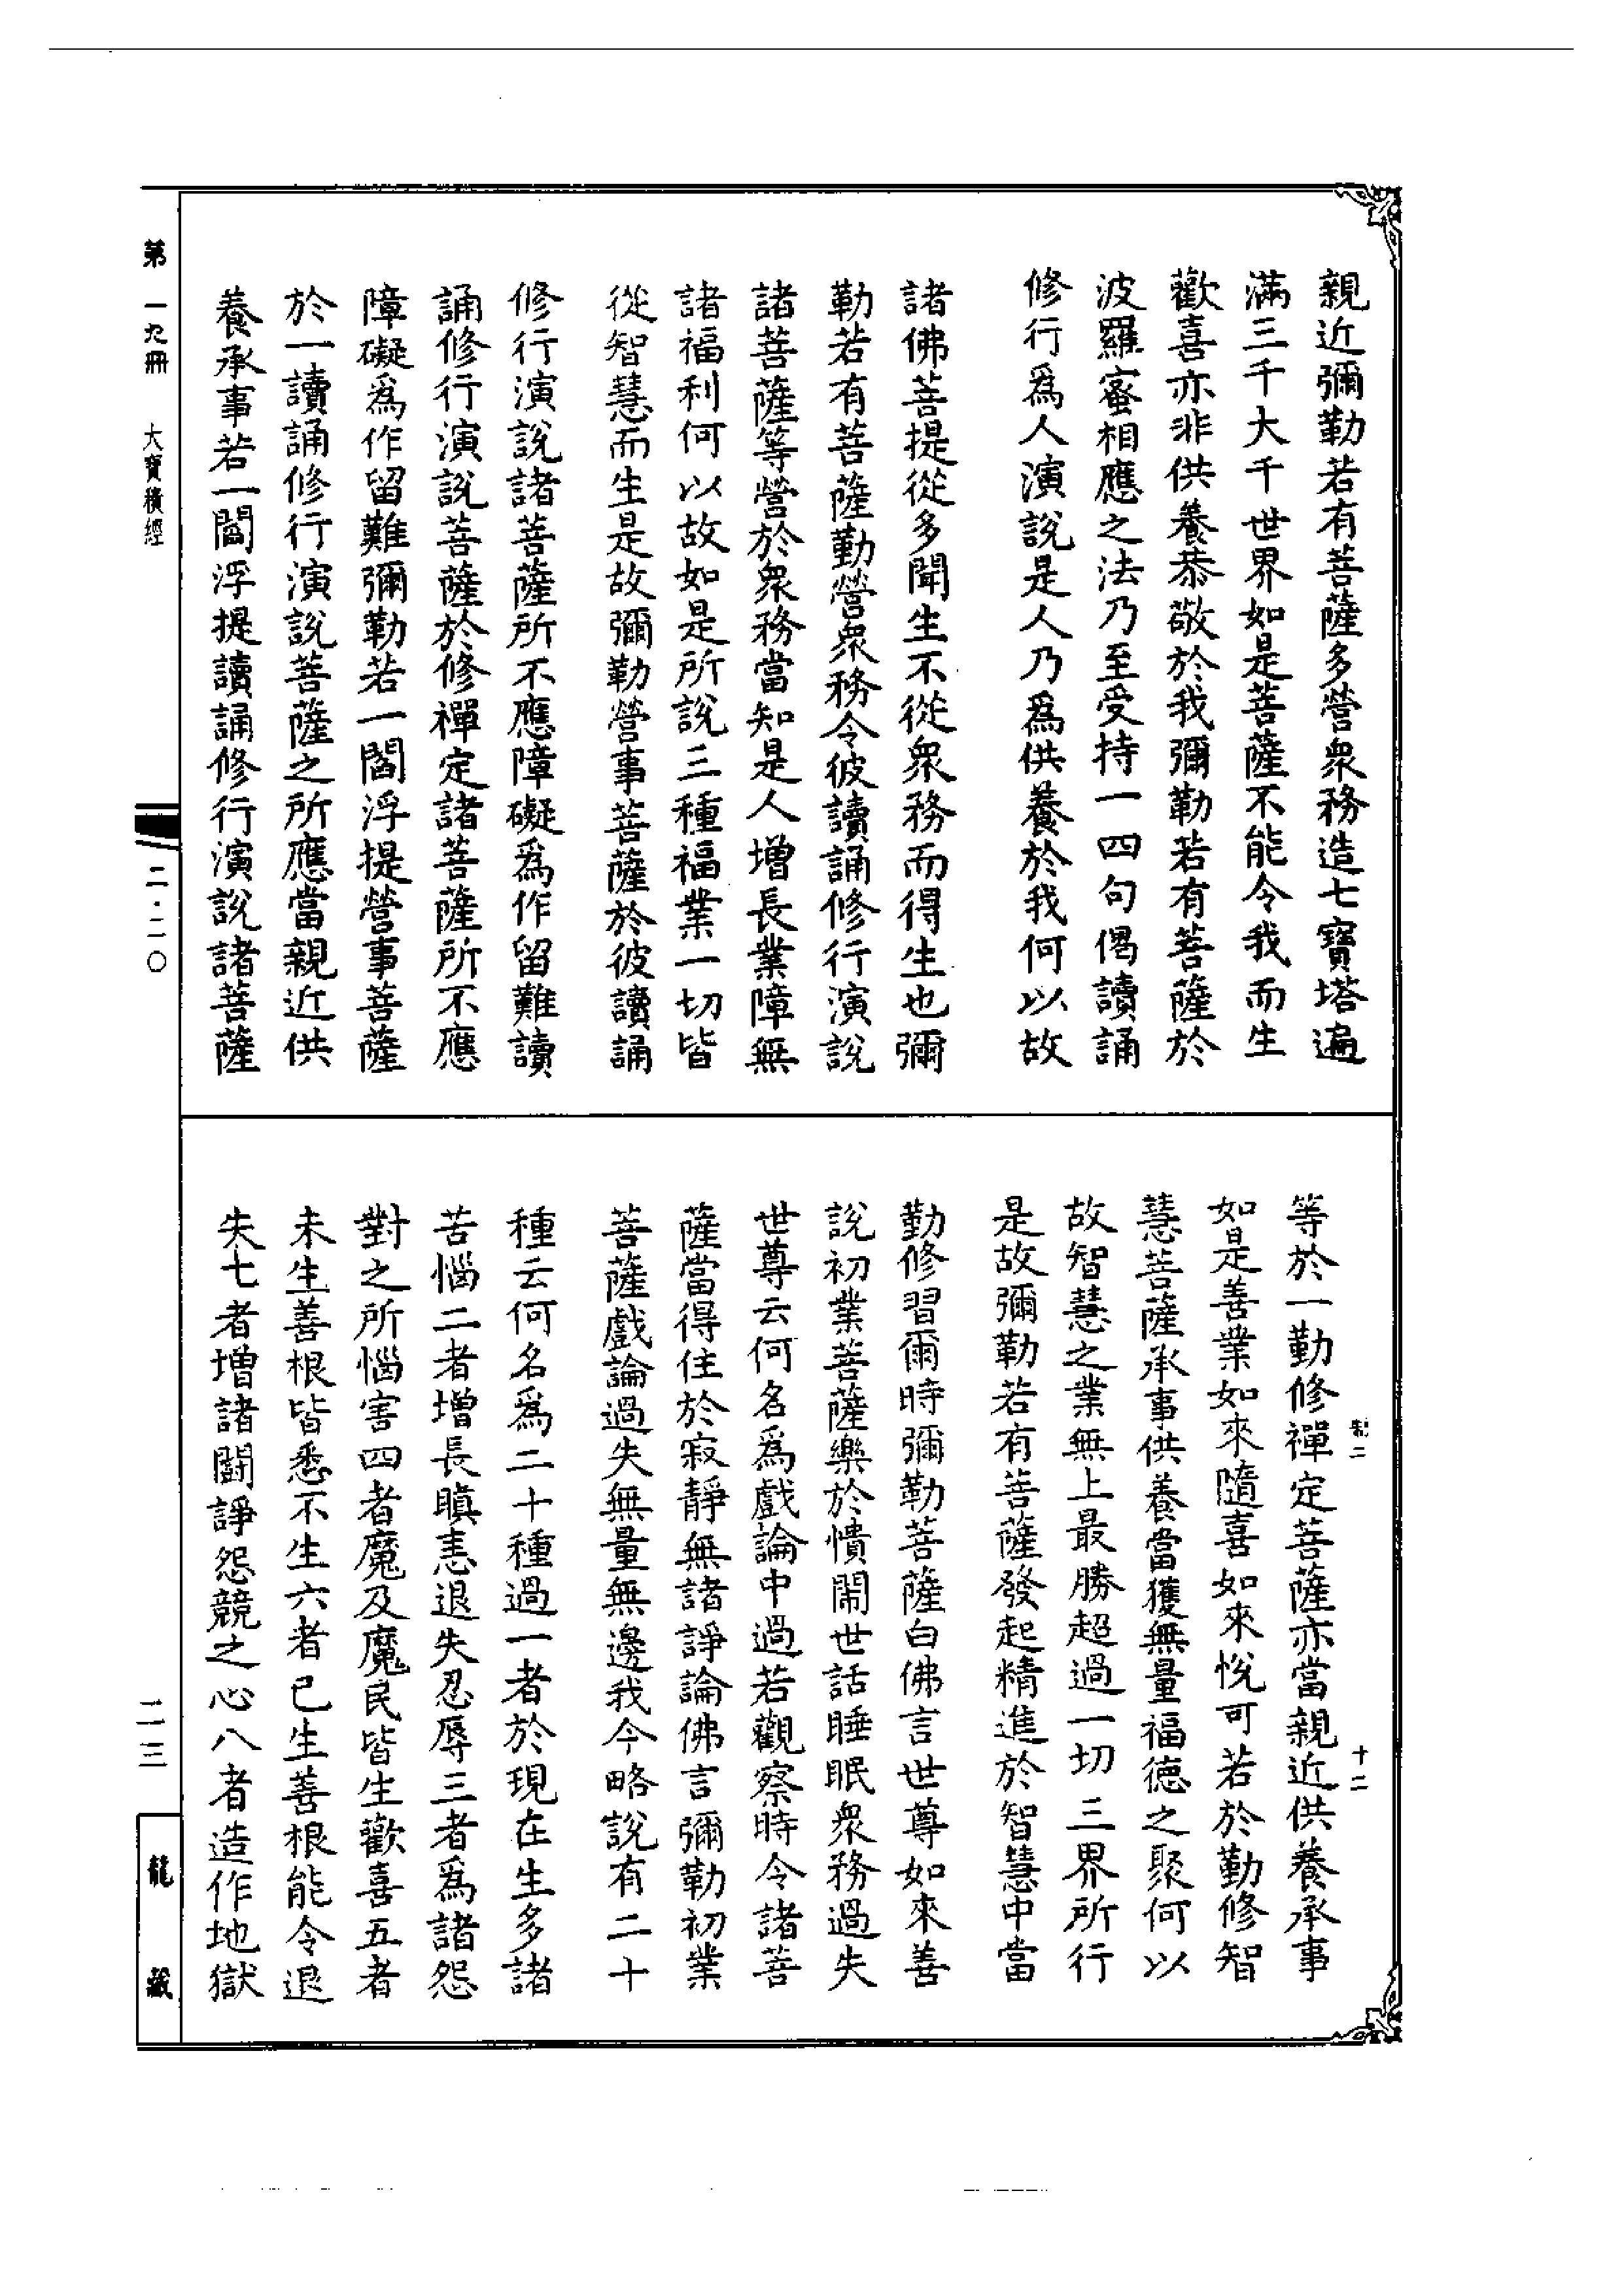 親近彌勒若有菩薩多營衆務造七寶塔遍
滿三千大千世界如是菩薩不能令我而生
歡喜亦非供養恭敬於我彌勒若有菩薩於
波羅蜜相應之法乃至受持一四句偈讀誦
修行爲人演說是人乃爲供養於我何以故
諸佛菩提從多聞生不從衆務而得生也彌
勒若有菩薩勤營衆務令彼讀誦修行演說
諸菩薩等營於衆務當知是人增長業障無
諸福利何以故如是所說三種福業一切皆
從智慧而生是故彌勒營事菩薩於彼讀誦
修行演說諸菩薩所不應障礙爲作留難讀
誦修行演說菩薩於修禪定諸菩薩所不應
障礙爲作留難彌勒若一閻浮提營事菩薩
於一讀誦修行演說菩薩之所應當親近供
養承事若一閻浮提讀誦修行演說諸菩薩
等於一勤修禪定菩薩亦當親近供養承事
如是善業如來隨喜如來悅可若於勤修智
慧菩薩承事供養當獲無量福德之聚何以
故智慧之業無上最勝超過一切三界所行
是故彌勒若有菩薩發起精進於智慧中當
勤修習爾時彌勒菩薩白佛言世尊如來善
說初業菩薩樂於憒閙世話睡眠衆務過失
世尊云何名爲戲論中過若觀察時令諸菩
薩當得住於寂靜無諸諍論佛言彌勒初業
菩薩戲論過失無量無邊我今略說有二十
種云何名爲二十種過一者於現在生多諸
苦惱二者增長瞋恚退失忍辱三者爲諸怨
對之所惱害四者魔及魔民皆生歡喜五者
未生善根皆悉不生六者已生善根能令退
失七者增諸鬬諍怨競之心八者造作地獄
制二
十二
第一九冊
大寶積經
二·二〇
二三
龍藏